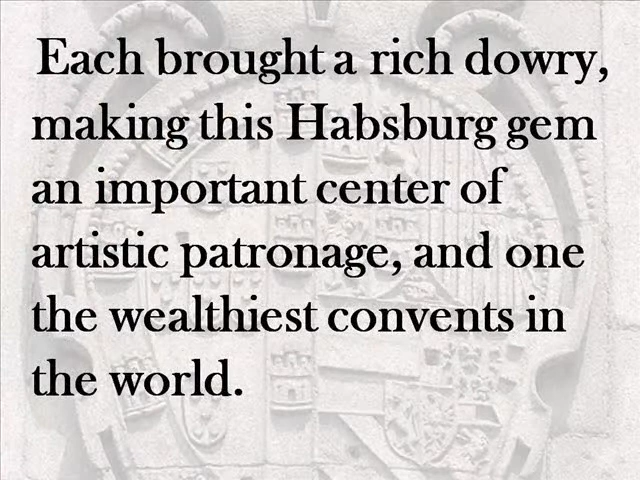 Each brought a rich dowry,
making this Habsburg gem
an important center of
artistic patronage, and one
the wealthiest convents in
the world.